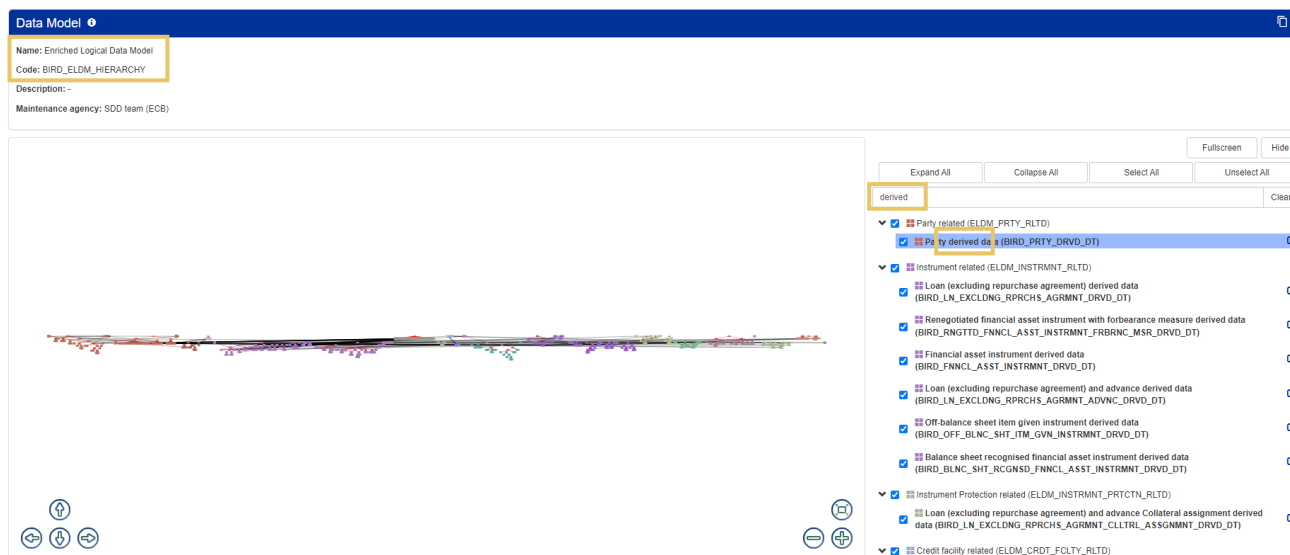 Data Model
Name: Enriched Logical Data Model
Code: BIRD_ELDM_HIERARCHY
Description: -
Maintenance agency: SDD team (ECB)
Fullscreen
Hide
Expand All
Collapse All
Select All
Unselect All
derived
Clear
Party related (ELDM_PRTY_RLTD)
Party derived data (BIRD_PRTY_DRVD_DT)
Instrument related (ELDM_INSTRMNT_RLTD)
Loan (excluding repurchase agreement) derived data
(BIRD_LN_EXCLDNG_RPRCHS_AGRMNT_DRVD_DT)
Renegotiated financial asset instrument with forbearance measure derived data
(BIRD_RNGTTD_FNNCL_ASST_INSTRMNT_FRBRNC_MSR_DRVD_DT)
Financial asset instrument derived data
(BIRD_FNNCL_ASST_INSTRMNT_DRVD_DT)
Loan (excluding repurchase agreement) and advance derived data
(BIRD_LN_EXCLDNG_RPRCHS_AGRMNT_ADVNC_DRVD_DT)
Off-balance sheet item given instrument derived data
(BIRD_OFF_BLNC_SHT_ITM_GVN_INSTRMNT_DRVD_DT)
Balance sheet recognised financial asset instrument derived data
(BIRD_BLNC_SHT_RCGNSD_FNNCL_ASST_INSTRMNT_DRVD_DT)
Instrument Protection related (ELDM_INSTRMNT_PRTCTN_RLTD)
Loan (excluding repurchase agreement) and advance Collateral assignment derived
data (BIRD_LN_EXCLDNG_RPRCHS_AGRMNT_CLLTRL_ASSGNMNT_DRVD_DT)
Credit facility related (ELDM_CRDT_FCLTY_RLTD)